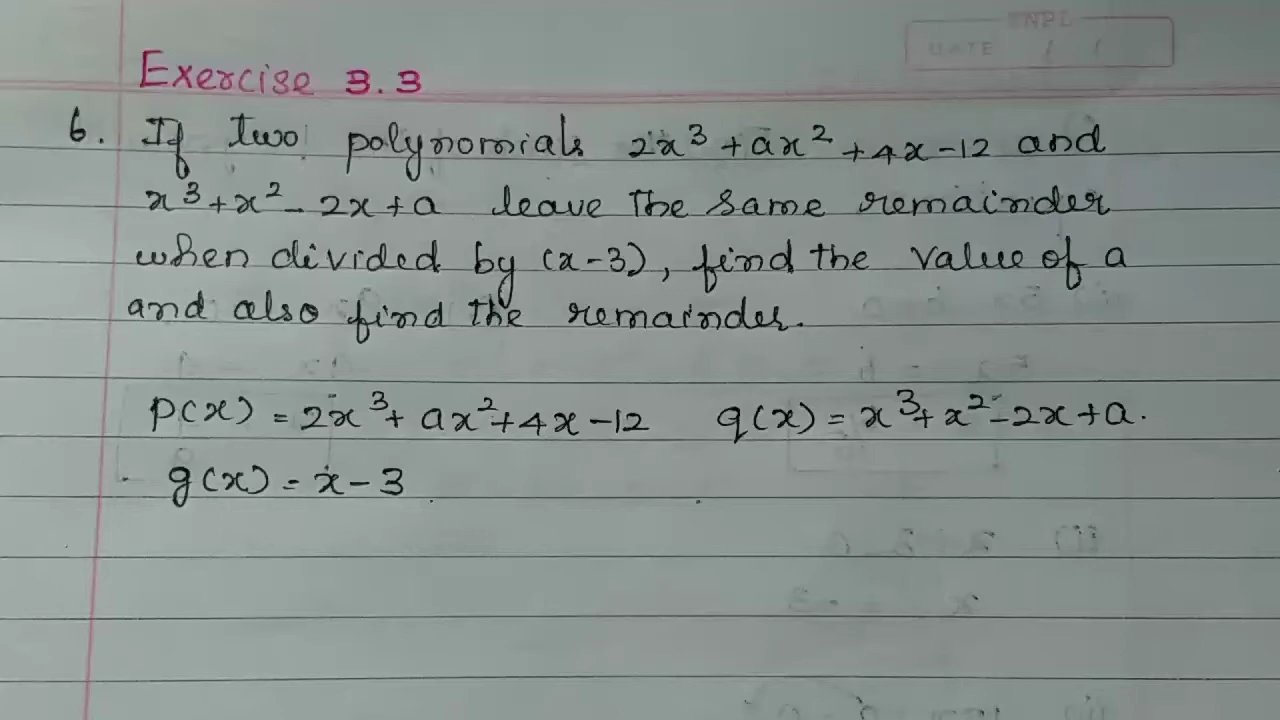 ENPL
DATE / /
Exercise 3.3
6. If two polynomials 2x³ + ax² + 4x - 12 and
x³ + x² - 2x + a leave the same remainder
when divided by (x - 3), find the value of a
and also find the remainder.
p(x) = 2x³ + ax² + 4x - 12 q(x) = x³ + x² - 2x + a.
g(x) = x - 3